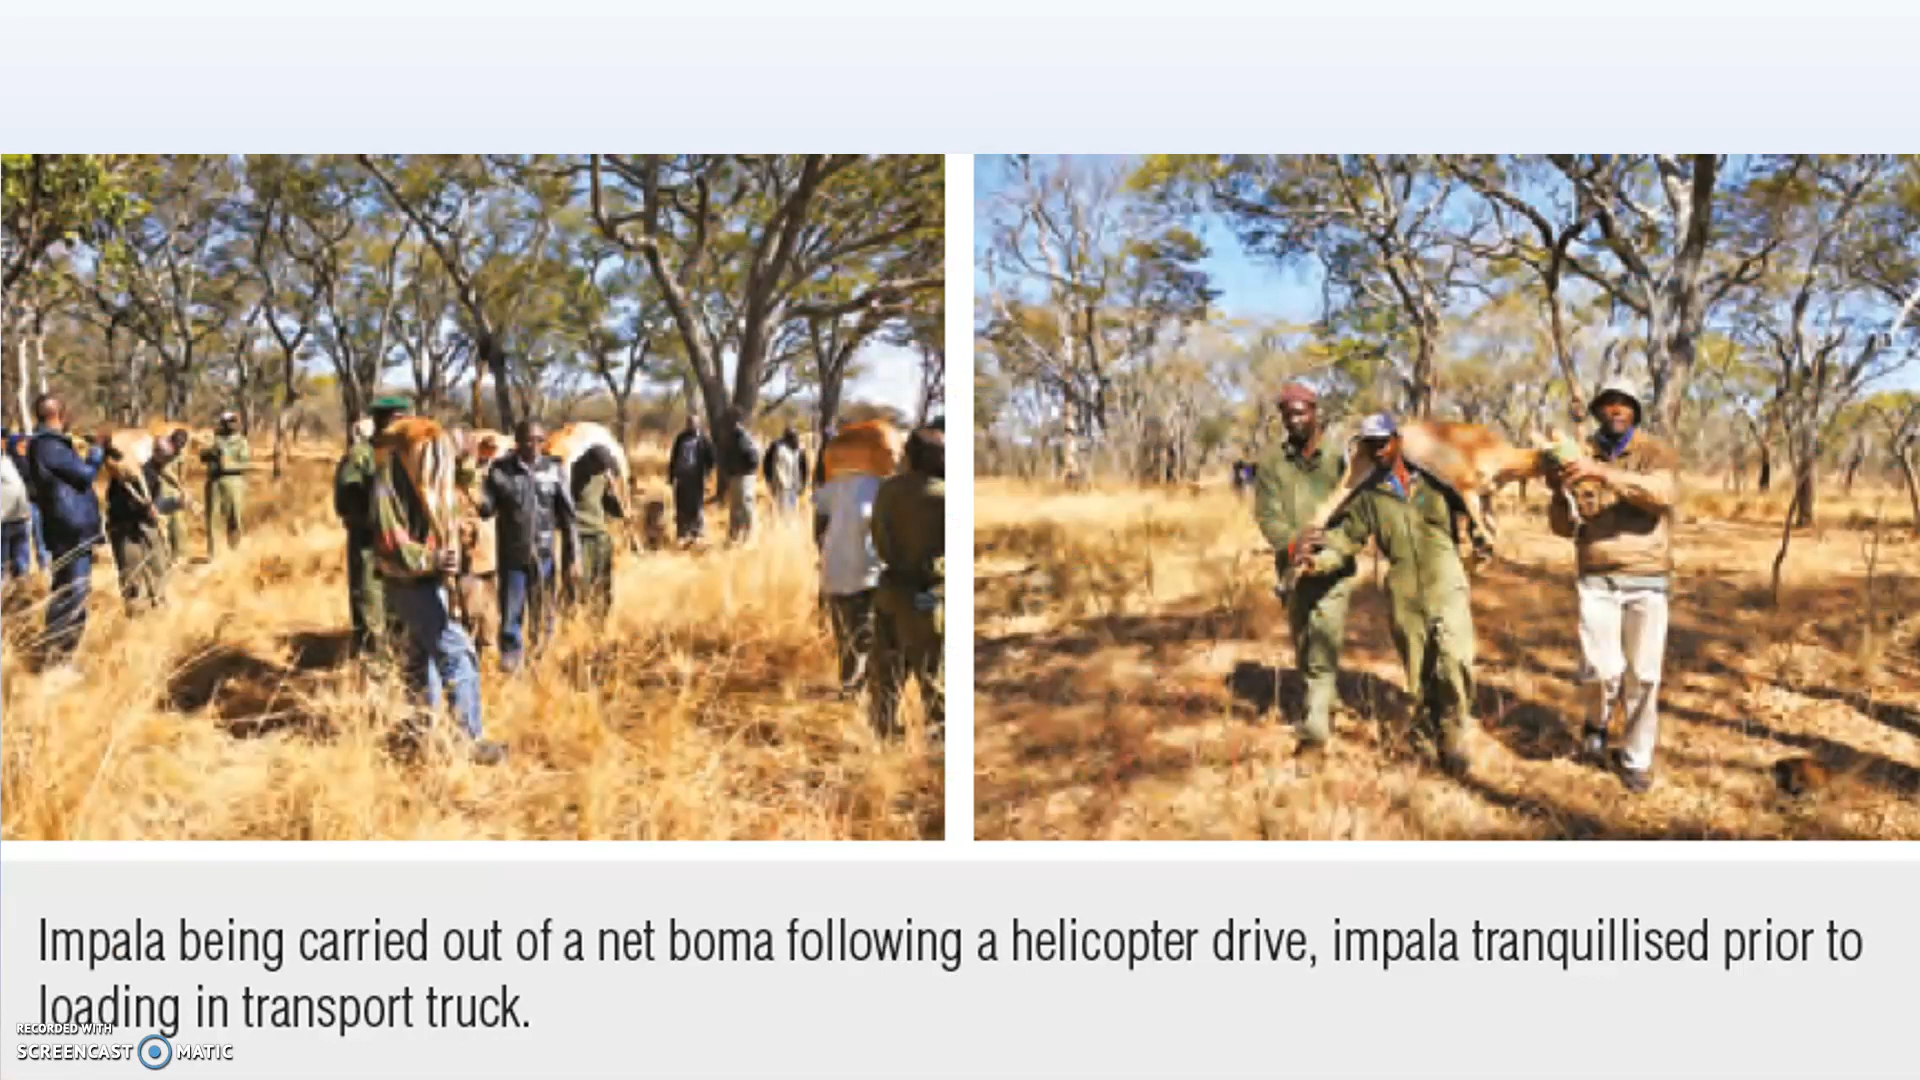 Impala being carried out of a net boma following a helicopter drive, impala tranquillised prior to
loading in transport truck.
RECORDED WITH
SCREENCAST MATIC